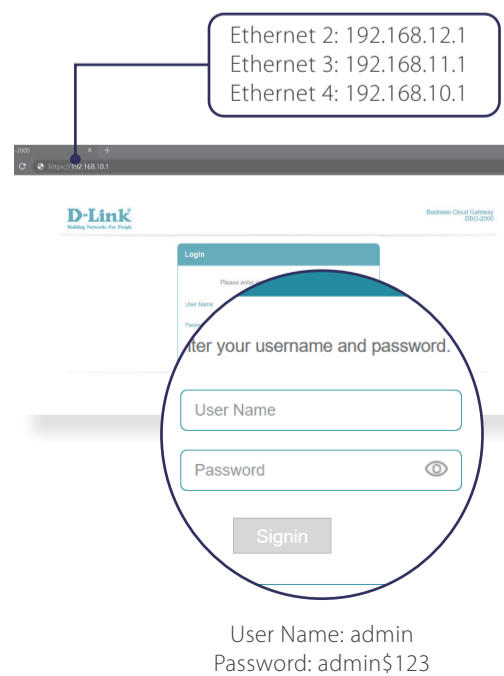 Ethernet 2: 192.168.12.1
Ethernet 3: 192.168.11.1
Ethernet 4: 192.168.10.1
-2000 × +
https://192.168.10.1
D-Link
Building Networks For People
Business Cloud Gateway
DBG-2000
Login
Please enter
User Name
nter your username and password.
User Name
Password
Signin
User Name: admin
Password: admin$123